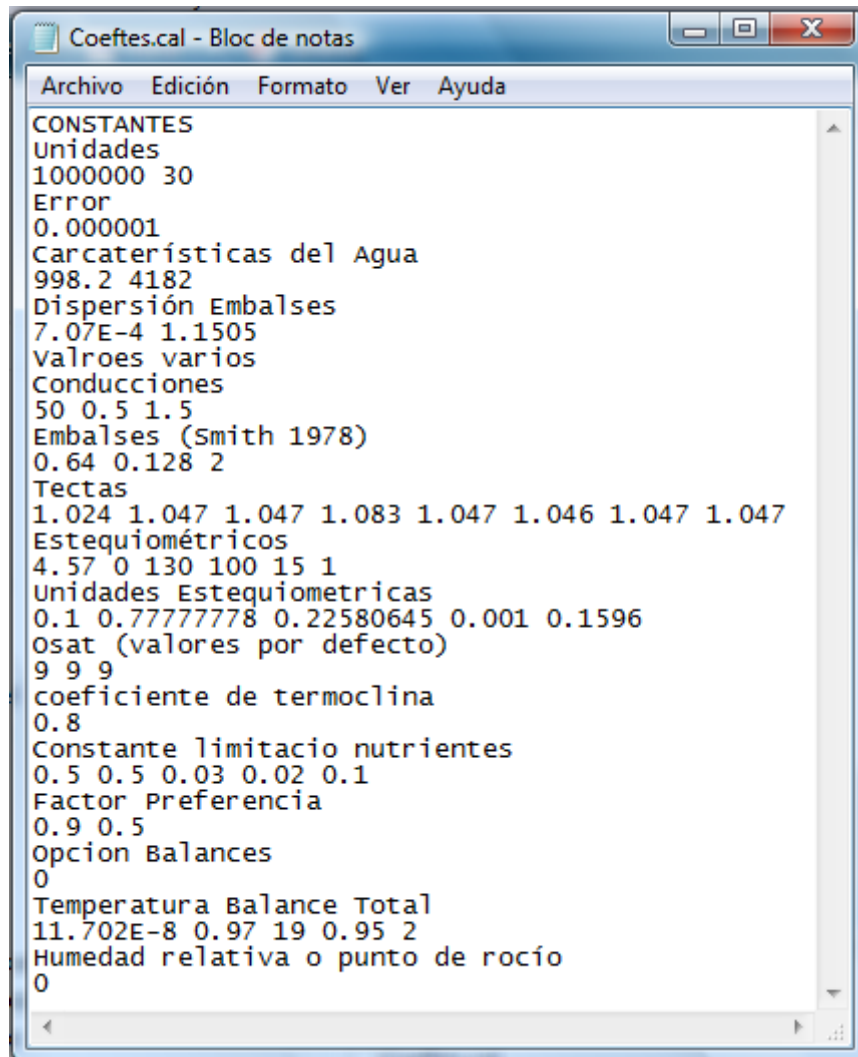 Coeftes.cal - Bloc de notas
Archivo Edición Formato Ver Ayuda
CONSTANTES
Unidades
1000000 30
Error
0.000001
Carcaterísticas del Agua
998.2 4182
Dispersión Embalses
7.07E-4 1.1505
Valroes varios
Conducciones
50 0.5 1.5
Embalses (Smith 1978)
0.64 0.128 2
Tectas
1.024 1.047 1.047 1.083 1.047 1.046 1.047 1.047
Estequiométricos
4.57 0 130 100 15 1
Unidades Estequiometricas
0.1 0.77777778 0.22580645 0.001 0.1596
Osat (valores por defecto)
9 9 9
coeficiente de termoclina
0.8
Constante limitacio nutrientes
0.5 0.5 0.03 0.02 0.1
Factor Preferencia
0.9 0.5
Opcion Balances
0
Temperatura Balance Total
11.702E-8 0.97 19 0.95 2
Humedad relativa o punto de rocío
0